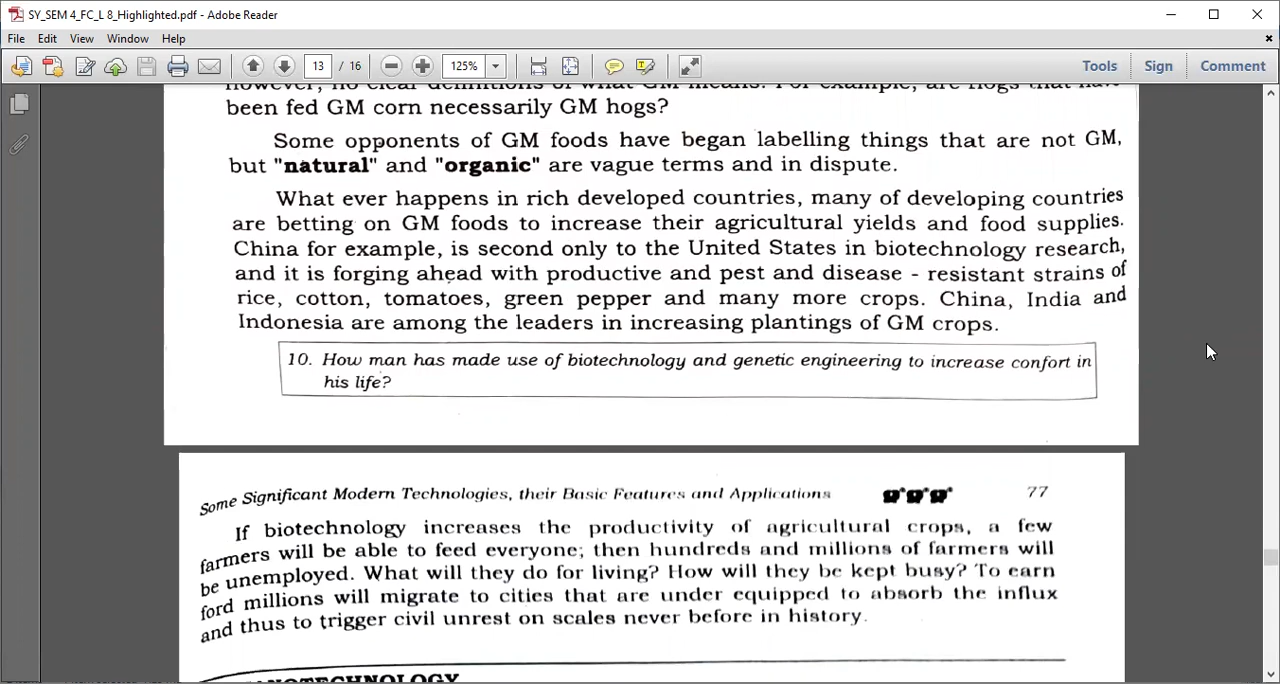 SY_SEM 4_FC_L 8_Highlighted.pdf - Adobe Reader
File Edit View Window Help
13 / 16 125% Tools Sign Comment
however, no clear definitions of what GM means. For example, are hogs that have
been fed GM corn necessarily GM hogs?
Some opponents of GM foods have began labelling things that are not GM,
but "natural" and "organic" are vague terms and in dispute.
What ever happens in rich developed countries, many of developing countries
are betting on GM foods to increase their agricultural yields and food supplies.
China for example, is second only to the United States in biotechnology research,
and it is forging ahead with productive and pest and disease - resistant strains of
rice, cotton, tomatoes, green pepper and many more crops. China, India and
Indonesia are among the leaders in increasing plantings of GM crops.
10. How man has made use of biotechnology and genetic engineering to increase confort in
his life?
Some Significant Modern Technologies, their Basic Features and Applications 77
If biotechnology increases the productivity of agricultural crops, a few
farmers will be able to feed everyone; then hundreds and millions of farmers will
be unemployed. What will they do for living? How will they be kept busy? To earn
ford millions will migrate to cities that are under equipped to absorb the influx
and thus to trigger civil unrest on scales never before in history.
NANOTECHNOLOGY